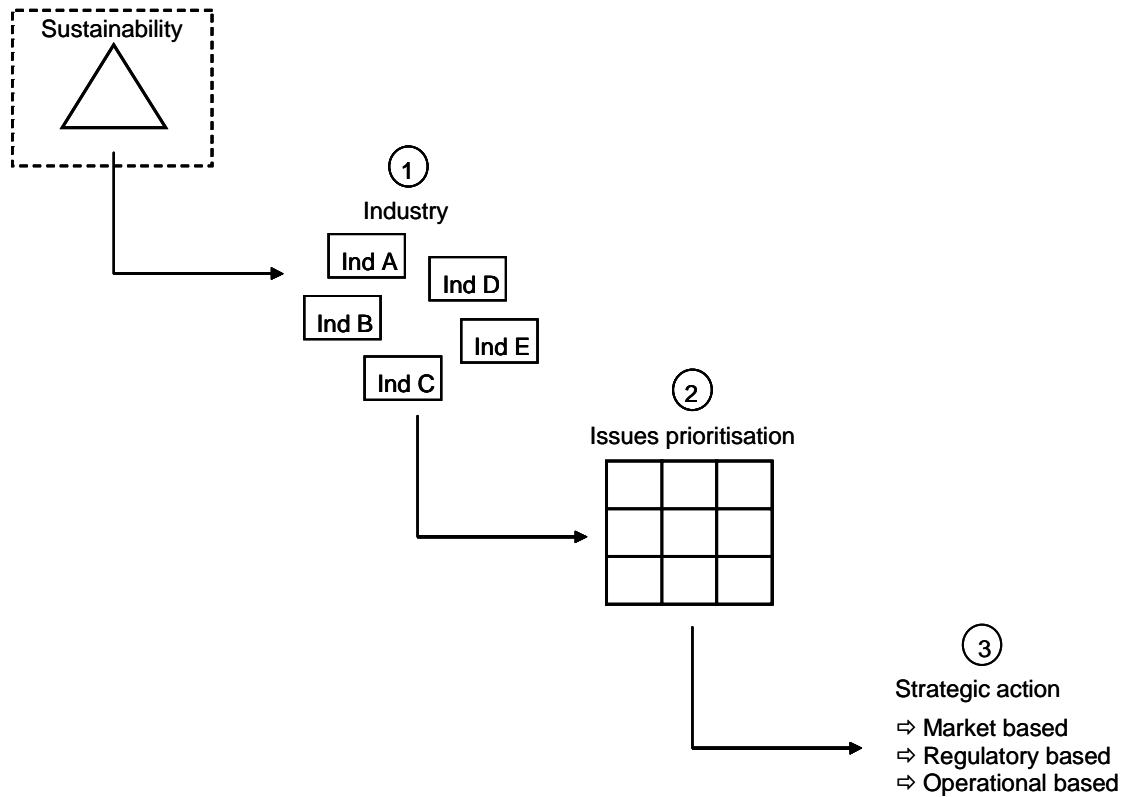 Sustainability
1
Industry
Ind A
Ind D
Ind B
Ind E
Ind C
2
Issues prioritisation
3
Strategic action
⇨ Market based
⇨ Regulatory based
⇨ Operational based